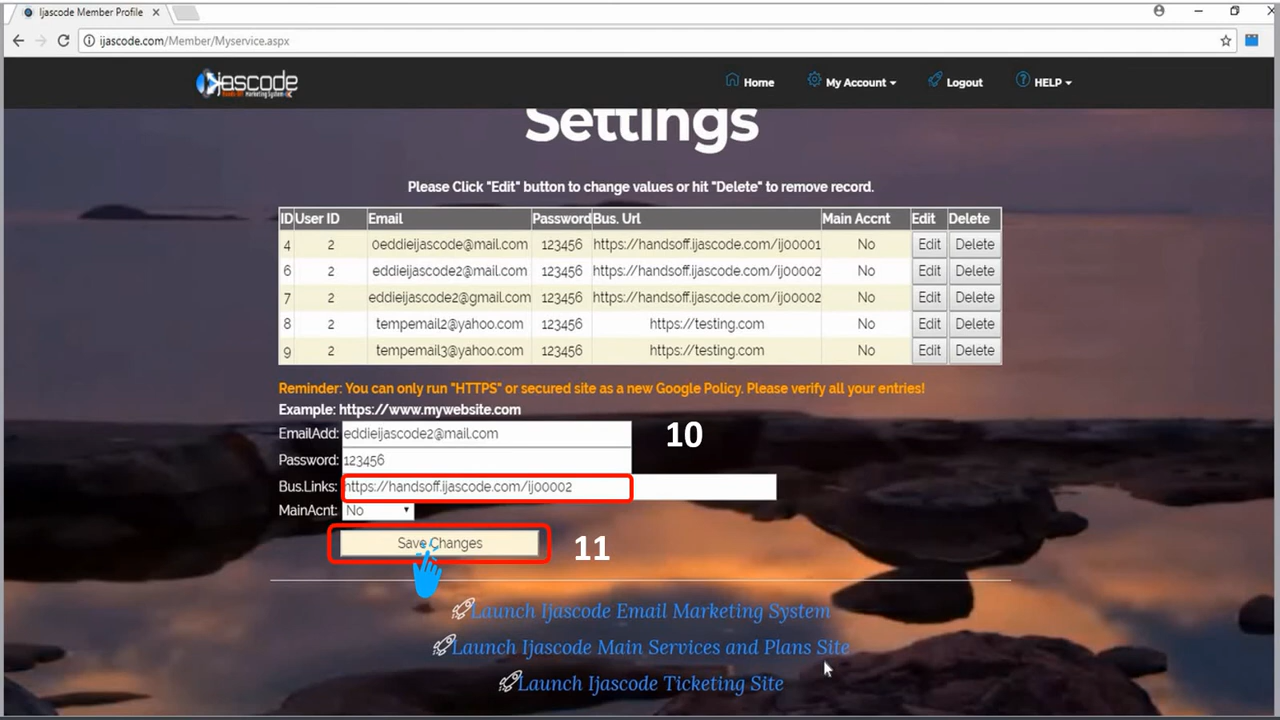 Ijascode Member Profile
ijascode.com/Member/Myservice.aspx
Ijascode
Hands-Off Marketing System
Home My Account Logout HELP
Settings
Please Click "Edit" button to change values or hit "Delete" to remove record.
ID User ID Email Password Bus. Url Main Accnt Edit Delete
4 2 0eddieijascode@mail.com 123456 https://handsoff.ijascode.com/ij00001 No Edit Delete
6 2 eddieijascode2@mail.com 123456 https://handsoff.ijascode.com/ij00002 No Edit Delete
7 2 eddieijascode2@gmail.com 123456 https://handsoff.ijascode.com/ij00002 No Edit Delete
8 2 tempemail2@yahoo.com 123456 https://testing.com No Edit Delete
9 2 tempemail3@yahoo.com 123456 https://testing.com No Edit Delete
Reminder: You can only run "HTTPS" or secured site as a new Google Policy. Please verify all your entries!
Example: https://www.mywebsite.com
EmailAdd: eddieijascode2@mail.com 10
Password: 123456
Bus.Links: https://handsoff.ijascode.com/ij00002
MainAcnt: No
Save Changes 11
Launch Ijascode Email Marketing System
Launch Ijascode Main Services and Plans Site
Launch Ijascode Ticketing Site